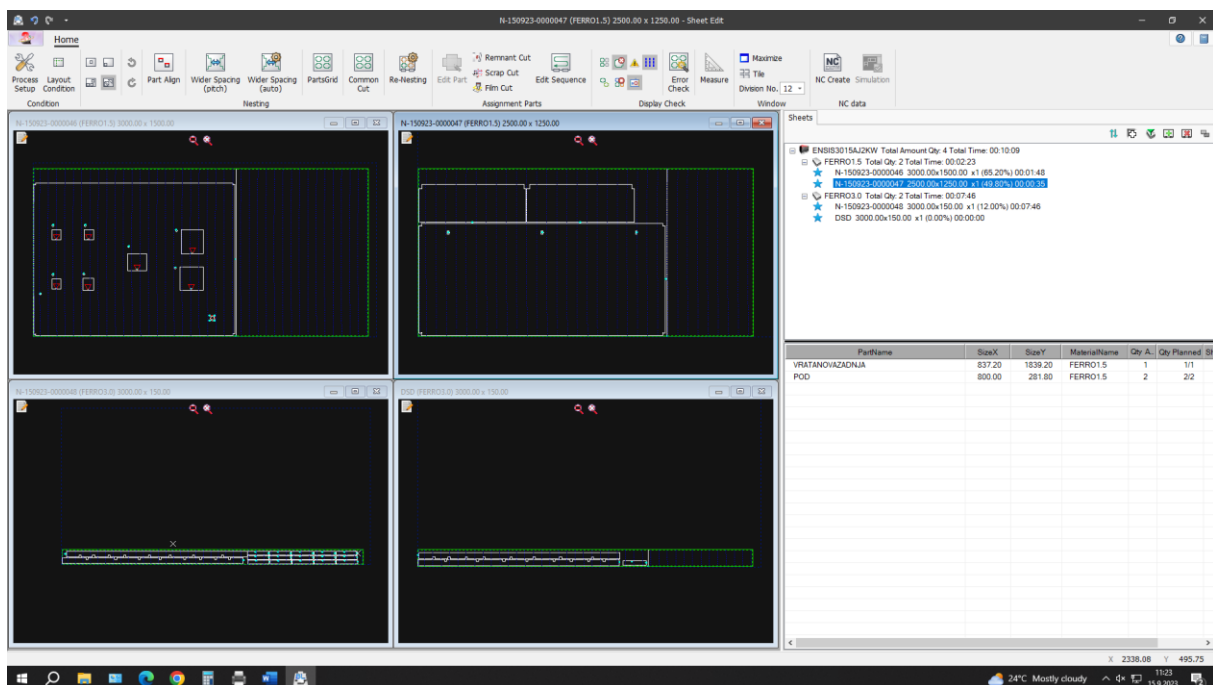 N-150923-0000047 (FERRO1.5) 2500.00 x 1250.00 - Sheet Edit
Home
Process Setup
Layout Condition
Condition
Part Align
Wider Spacing (pitch)
Wider Spacing (auto)
PartsGrid
Common Cut
Re-Nesting
Nesting
Edit Part
Remnant Cut
Scrap Cut
Film Cut
Edit Sequence
Assignment Parts
Error Check
Measure
Display Check
Maximize
Tile
Division No. 12
Window
NC Create
Simulation
NC data
N-150923-0000046 (FERRO1.5) 3000.00 x 1500.00
N-150923-0000047 (FERRO1.5) 2500.00 x 1250.00
N-150923-0000048 (FERRO3.0) 3000.00 x 150.00
DSD (FERRO3.0) 3000.00 x 150.00
Sheets
ENSIS3015AJ2KW Total Amount Qty: 4 Total Time: 00:10:09
FERRO1.5 Total Qty: 2 Total Time: 00:02:23
N-150923-0000046 3000.00x1500.00 x1 (65.20%) 00:01:48
N-150923-0000047 2500.00x1250.00 x1 (49.80%) 00:00:35
FERRO3.0 Total Qty: 2 Total Time: 00:07:46
N-150923-0000048 3000.00x150.00 x1 (12.00%) 00:07:46
DSD 3000.00x150.00 x1 (0.00%) 00:00:00
PartName SizeX SizeY MaterialName Qty A.. Qty Planned Sh
VRATANOVAZADNJA 837.20 1839.20 FERRO1.5 1 1/1
POD 800.00 281.80 FERRO1.5 2 2/2
X 2338.08 Y 495.75
24°C Mostly cloudy
11:23
15.9.2023